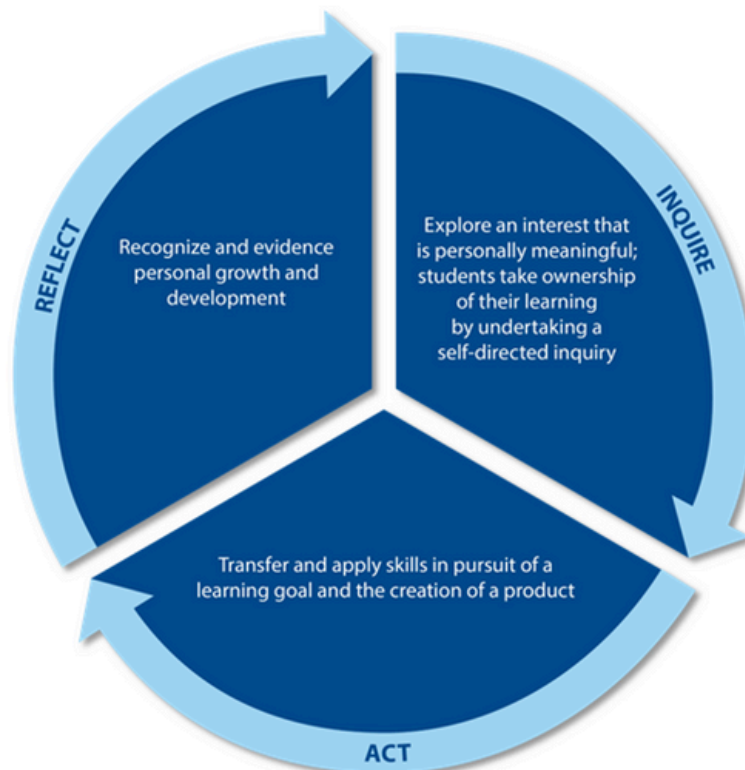 INQUIRE
Explore an interest that
is personally meaningful;
students take ownership
of their learning
by undertaking a
self-directed inquiry
ACT
Transfer and apply skills in pursuit of a
learning goal and the creation of a product
REFLECT
Recognize and evidence
personal growth and
development